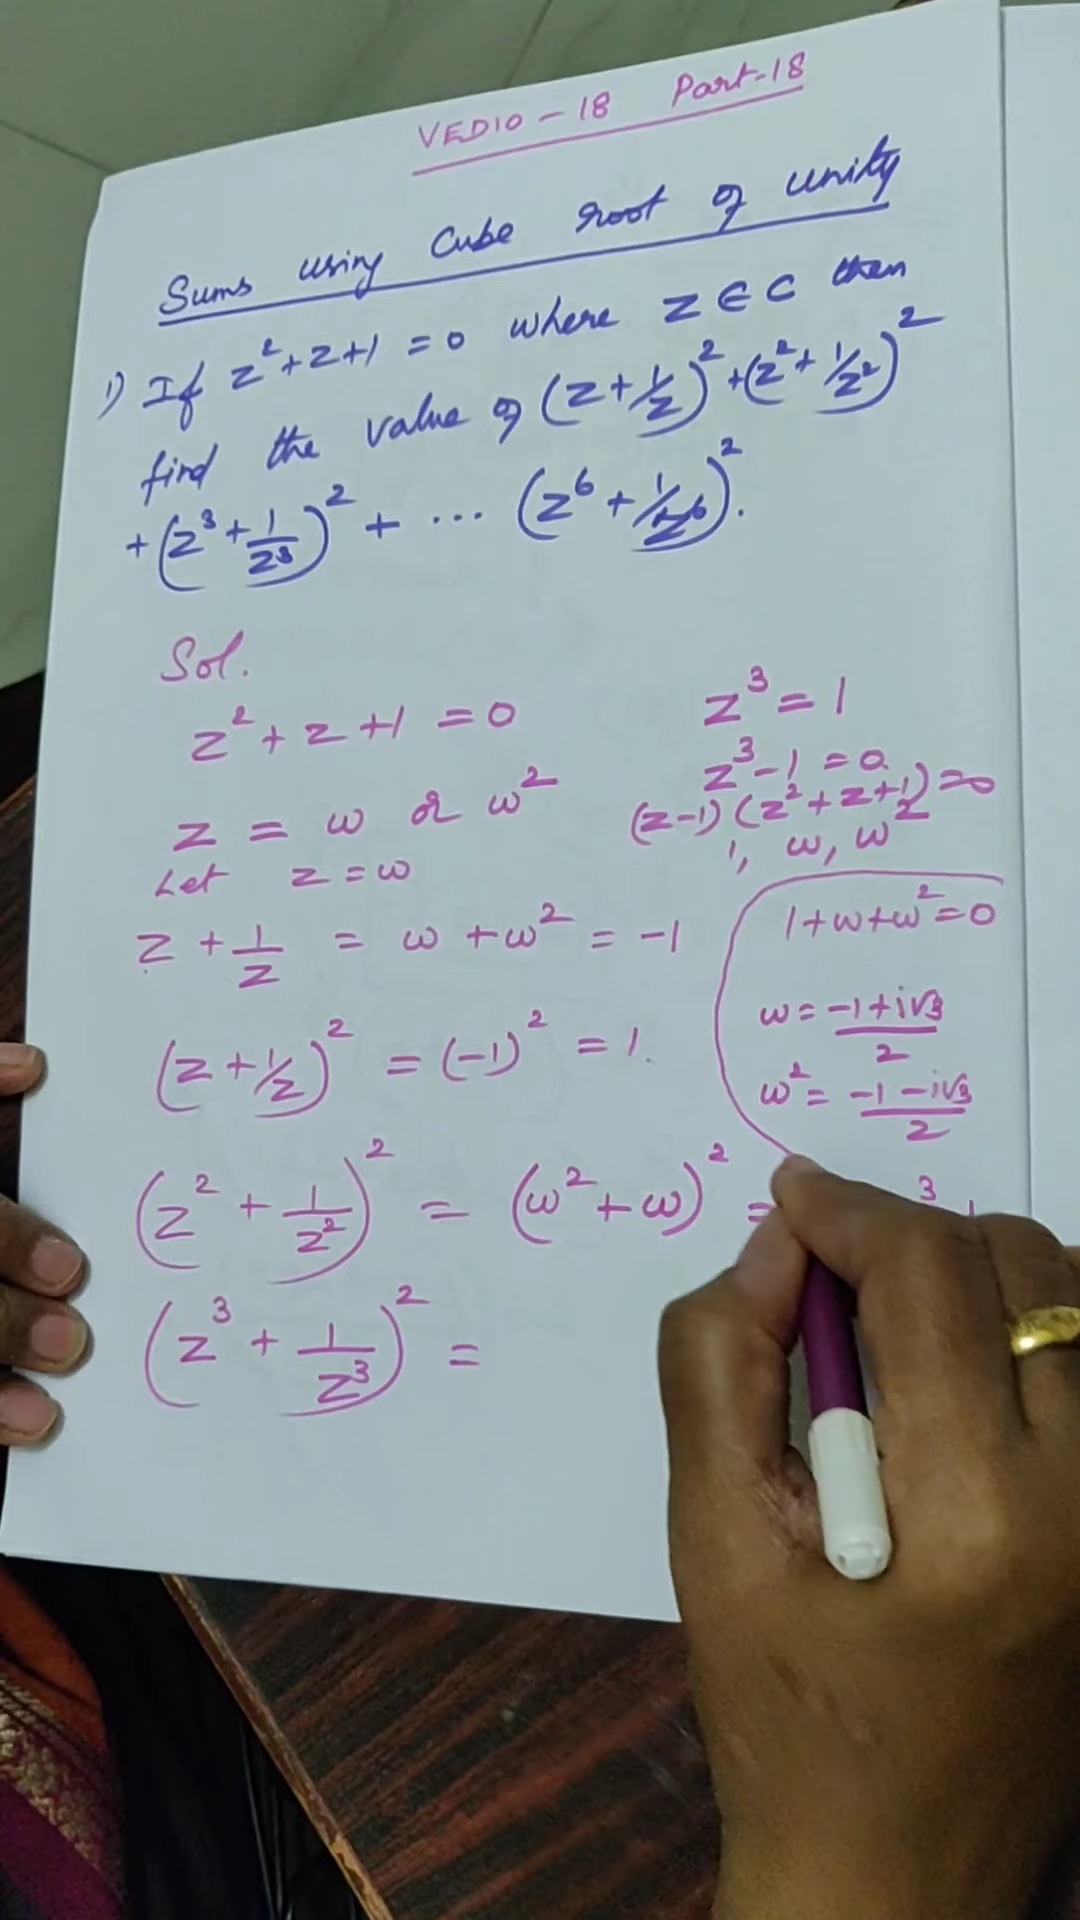 VEDIO - 18 Part-18
Sums using Cube root of unity
1) If z²+z+1 = 0 where z ∈ C then
find the value of (z+1/z)²+(z²+1/z²)²
+(z³+1/z³)² + ... (z⁶+1/z⁶)².
Sol.
z²+z+1 = 0
z = ω or ω²
Let z = ω
z + 1/z = ω + ω² = -1
(z+1/z)² = (-1)² = 1.
(z² + 1/z²)² = (ω² + ω)² =
(z³ + 1/z³)² =
z³ = 1
z³-1 = 0
(z-1)(z²+z+1)=0
1, ω, ω²
1+ω+ω²=0
ω = -1+i√3/2
ω² = -1-i√3/2
3